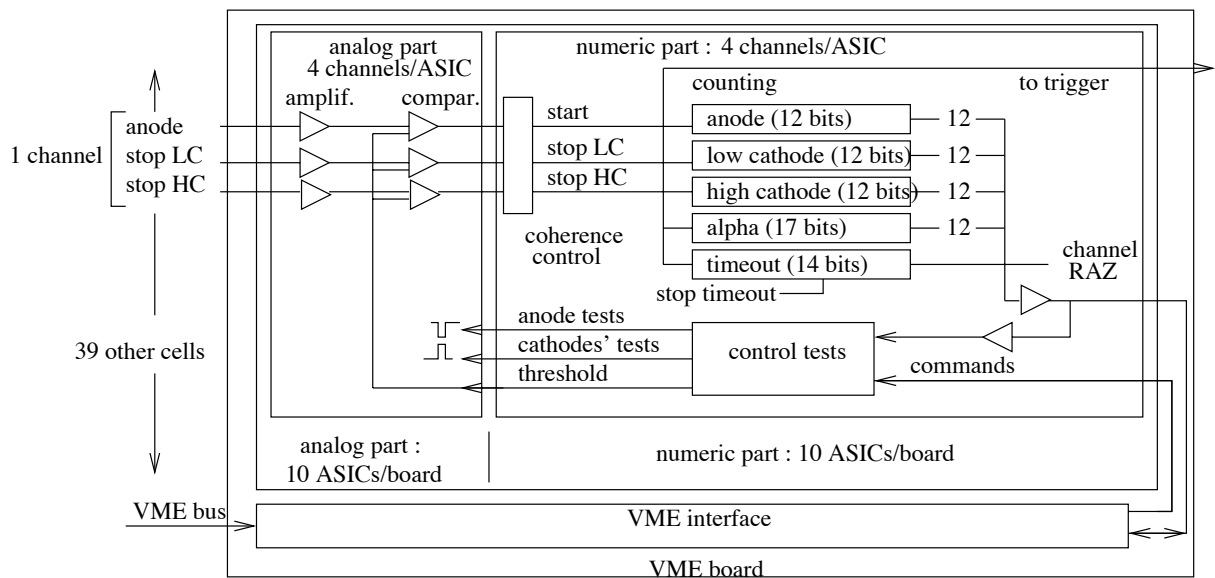 analog part
4 channels/ASIC
numeric part : 4 channels/ASIC
amplif.
compar.
counting
to trigger
1 channel
anode
stop LC
stop HC
start
stop LC
stop HC
anode (12 bits)
12
low cathode (12 bits)
12
high cathode (12 bits)
12
alpha (17 bits)
12
timeout (14 bits)
channel
RAZ
coherence
control
stop timeout
anode tests
cathodes' tests
threshold
control tests
commands
39 other cells
analog part :
10 ASICs/board
numeric part : 10 ASICs/board
VME bus
VME interface
VME board